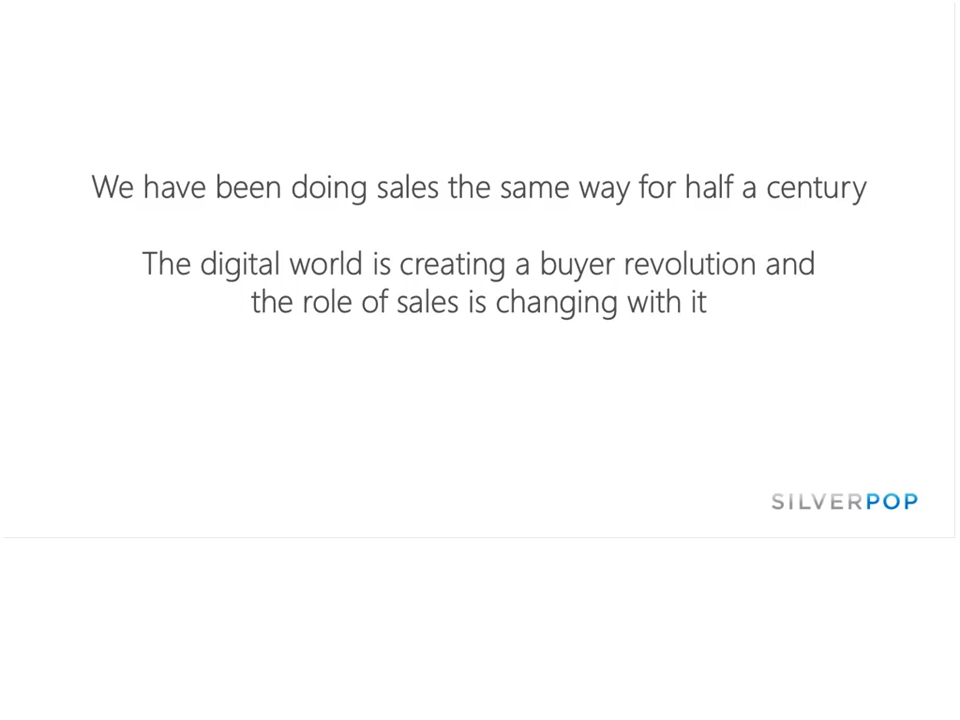 We have been doing sales the same way for half a century
The digital world is creating a buyer revolution and
the role of sales is changing with it
SILVERPOP